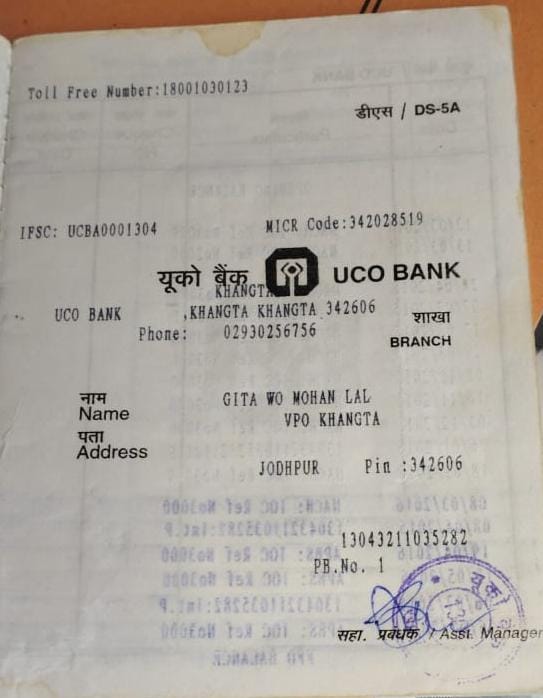 Toll Free Number:18001030123
डीएस / DS-5A
IFSC: UCBA0001304 MICR Code:342028519
यूको बैंक UCO BANK
KHANGTA
UCO BANK ,KHANGTA KHANGTA 342606 शाखा
Phone: 02930256756 BRANCH
नाम GITA WO MOHAN LAL
Name VPO KHANGTA
पता
Address
JODHPUR Pin :342606
13043211035282
PB.No. 1
यूको
सहा. प्रबंधक / Asst. Manager